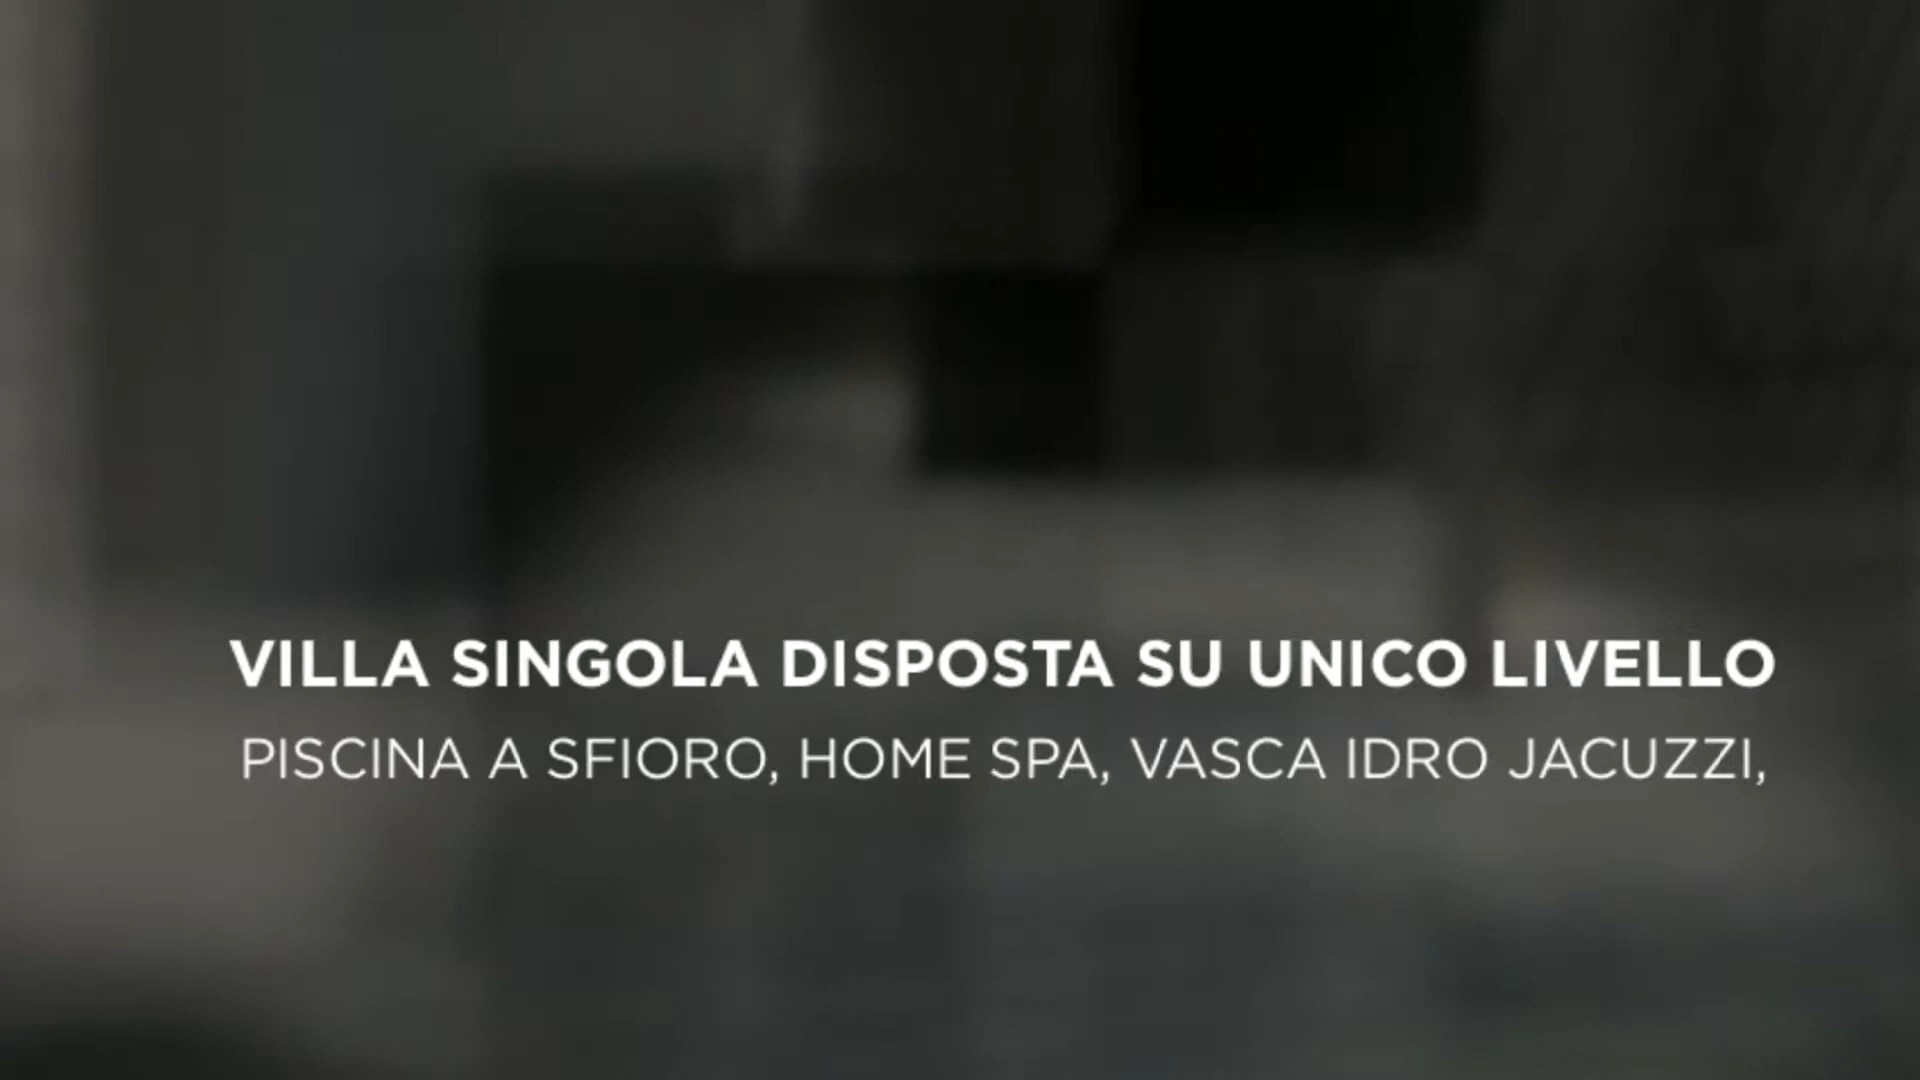 VILLA SINGOLA DISPOSTA SU UNICO LIVELLO
PISCINA A SFIORO, HOME SPA, VASCA IDRO JACUZZI,